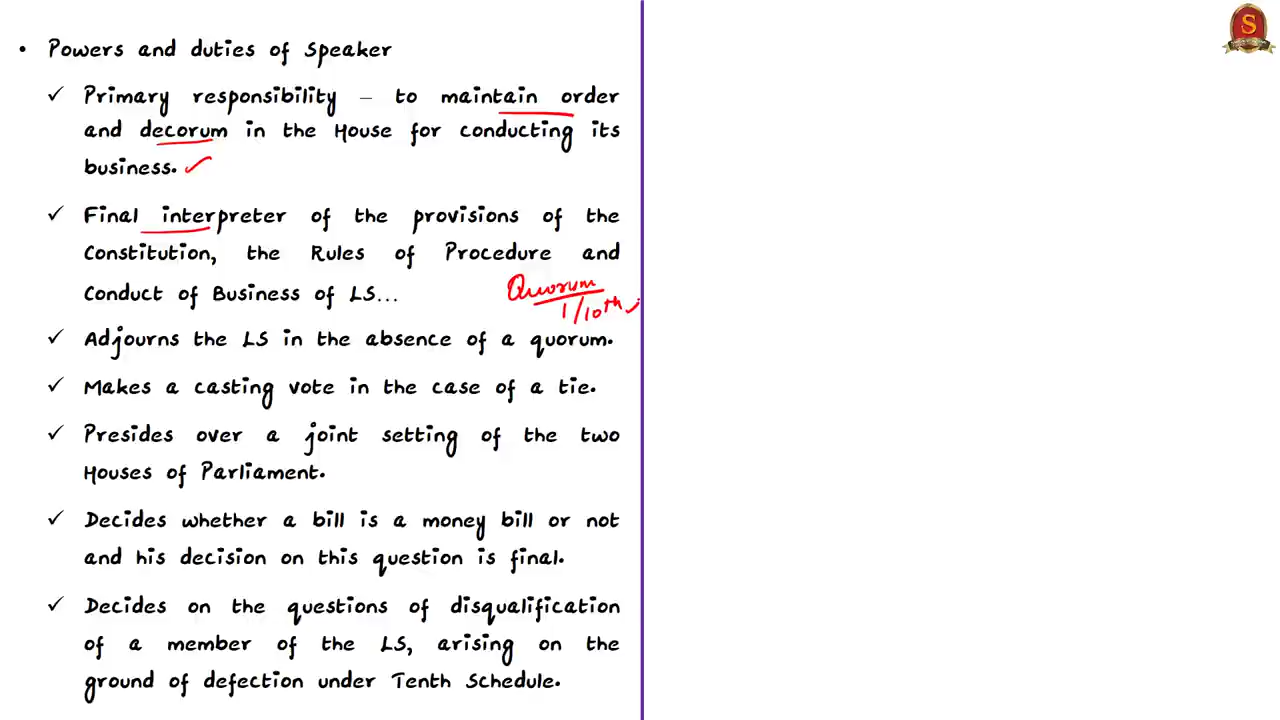 • Powers and duties of Speaker
✓ Primary responsibility – to maintain order
and decorum in the House for conducting its
business.
✓ Final interpreter of the provisions of the
Constitution, the Rules of Procedure and
Conduct of Business of LS...
Quorum
1/10th
✓ Adjourns the LS in the absence of a quorum.
✓ Makes a casting vote in the case of a tie.
✓ Presides over a joint setting of the two
Houses of Parliament.
✓ Decides whether a bill is a money bill or not
and his decision on this question is final.
✓ Decides on the questions of disqualification
of a member of the LS, arising on the
ground of defection under Tenth Schedule.
S